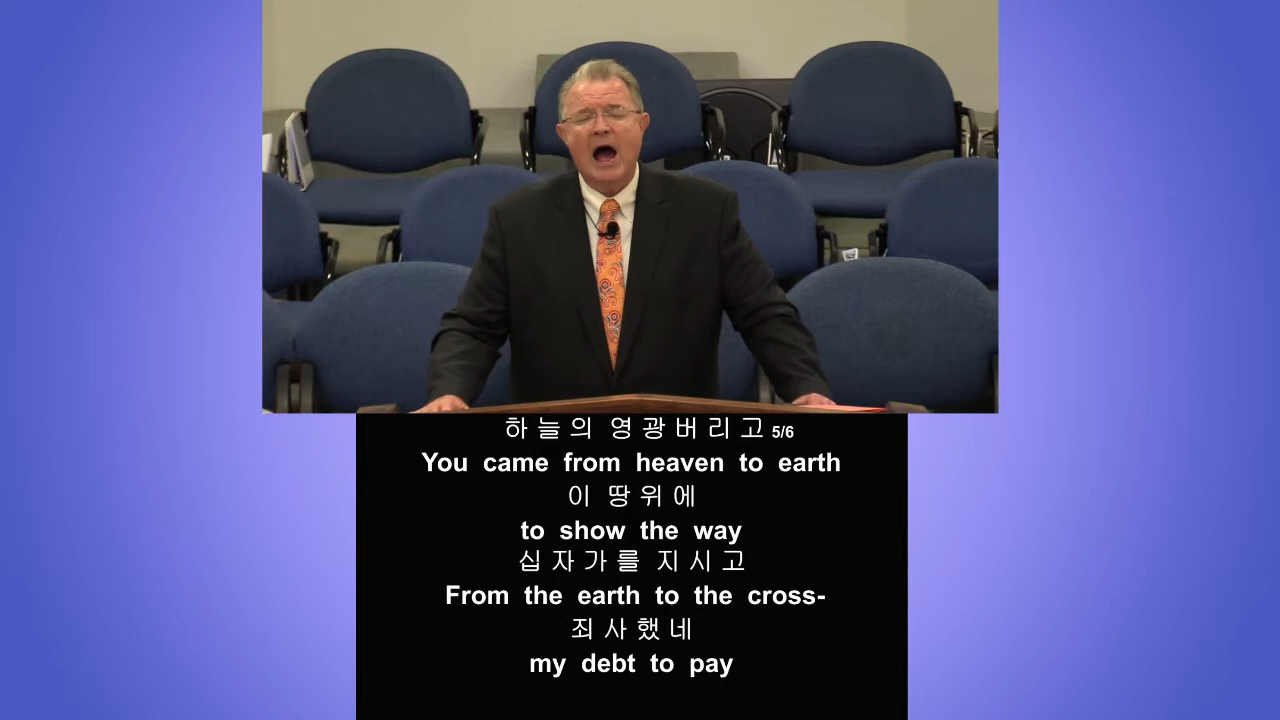 하늘의 영광버리고 5/6
You came from heaven to earth
이 땅위에
to show the way
십자가를 지시고
From the earth to the cross-
죄사했네
my debt to pay